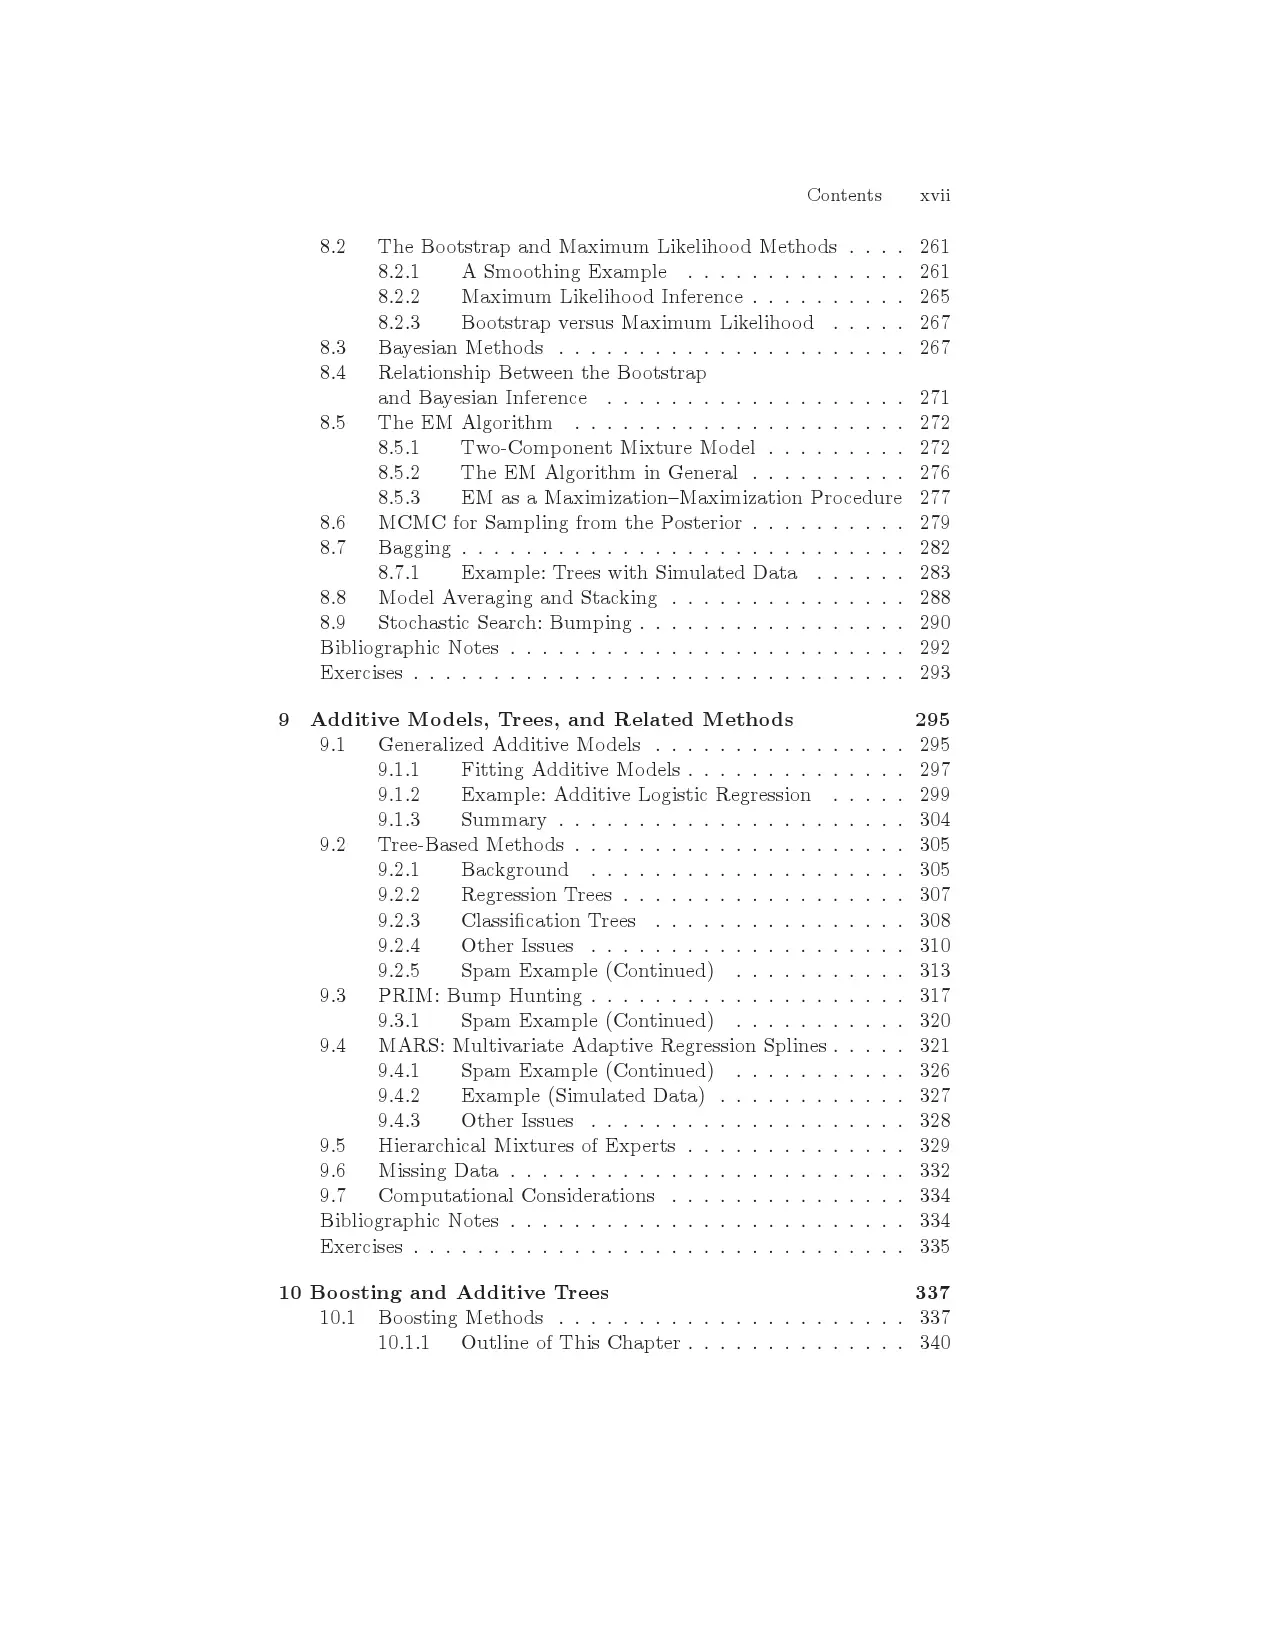 Contents xvii
8.2 The Bootstrap and Maximum Likelihood Methods . . . . 261
8.2.1 A Smoothing Example . . . . . . . . . . . . . . 261
8.2.2 Maximum Likelihood Inference . . . . . . . . . . 265
8.2.3 Bootstrap versus Maximum Likelihood . . . . . 267
8.3 Bayesian Methods . . . . . . . . . . . . . . . . . . . . . . 267
8.4 Relationship Between the Bootstrap
and Bayesian Inference . . . . . . . . . . . . . . . . . . . 271
8.5 The EM Algorithm . . . . . . . . . . . . . . . . . . . . . 272
8.5.1 Two-Component Mixture Model . . . . . . . . . 272
8.5.2 The EM Algorithm in General . . . . . . . . . . 276
8.5.3 EM as a Maximization–Maximization Procedure 277
8.6 MCMC for Sampling from the Posterior . . . . . . . . . . 279
8.7 Bagging . . . . . . . . . . . . . . . . . . . . . . . . . . . . 282
8.7.1 Example: Trees with Simulated Data . . . . . . 283
8.8 Model Averaging and Stacking . . . . . . . . . . . . . . . 288
8.9 Stochastic Search: Bumping . . . . . . . . . . . . . . . . . 290
Bibliographic Notes . . . . . . . . . . . . . . . . . . . . . . . . . 292
Exercises . . . . . . . . . . . . . . . . . . . . . . . . . . . . . . . 293
9 Additive Models, Trees, and Related Methods 295
9.1 Generalized Additive Models . . . . . . . . . . . . . . . . 295
9.1.1 Fitting Additive Models . . . . . . . . . . . . . . 297
9.1.2 Example: Additive Logistic Regression . . . . . 299
9.1.3 Summary . . . . . . . . . . . . . . . . . . . . . . 304
9.2 Tree-Based Methods . . . . . . . . . . . . . . . . . . . . . 305
9.2.1 Background . . . . . . . . . . . . . . . . . . . . 305
9.2.2 Regression Trees . . . . . . . . . . . . . . . . . . 307
9.2.3 Classification Trees . . . . . . . . . . . . . . . . 308
9.2.4 Other Issues . . . . . . . . . . . . . . . . . . . . 310
9.2.5 Spam Example (Continued) . . . . . . . . . . . 313
9.3 PRIM: Bump Hunting . . . . . . . . . . . . . . . . . . . . 317
9.3.1 Spam Example (Continued) . . . . . . . . . . . 320
9.4 MARS: Multivariate Adaptive Regression Splines . . . . . 321
9.4.1 Spam Example (Continued) . . . . . . . . . . . 326
9.4.2 Example (Simulated Data) . . . . . . . . . . . . 327
9.4.3 Other Issues . . . . . . . . . . . . . . . . . . . . 328
9.5 Hierarchical Mixtures of Experts . . . . . . . . . . . . . . 329
9.6 Missing Data . . . . . . . . . . . . . . . . . . . . . . . . . 332
9.7 Computational Considerations . . . . . . . . . . . . . . . 334
Bibliographic Notes . . . . . . . . . . . . . . . . . . . . . . . . . 334
Exercises . . . . . . . . . . . . . . . . . . . . . . . . . . . . . . . 335
10 Boosting and Additive Trees 337
10.1 Boosting Methods . . . . . . . . . . . . . . . . . . . . . . 337
10.1.1 Outline of This Chapter . . . . . . . . . . . . . . 340